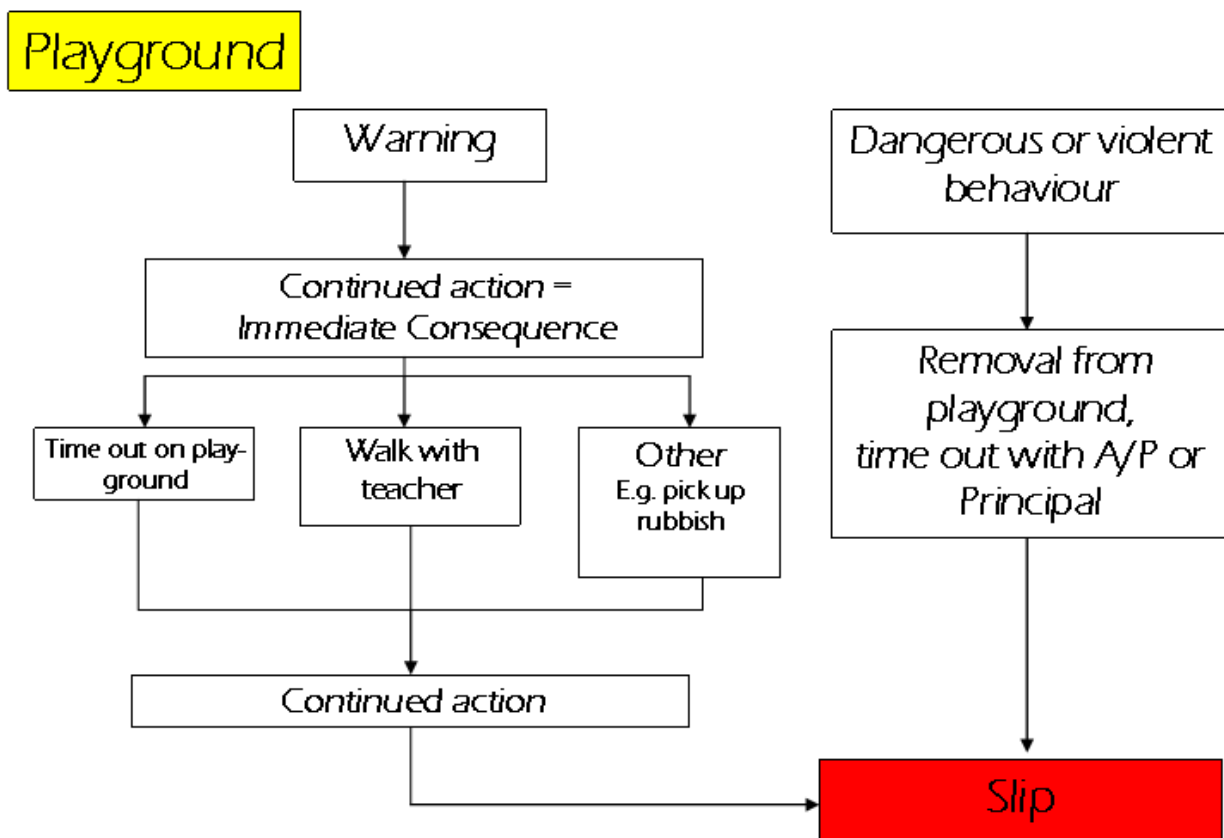 Playground
Warning
Continued action =
Immediate Consequence
Time out on play-
ground
Walk with
teacher
Other
E.g. pick up
rubbish
Continued action
Dangerous or violent
behaviour
Removal from
playground,
time out with A/P or
Principal
Slip